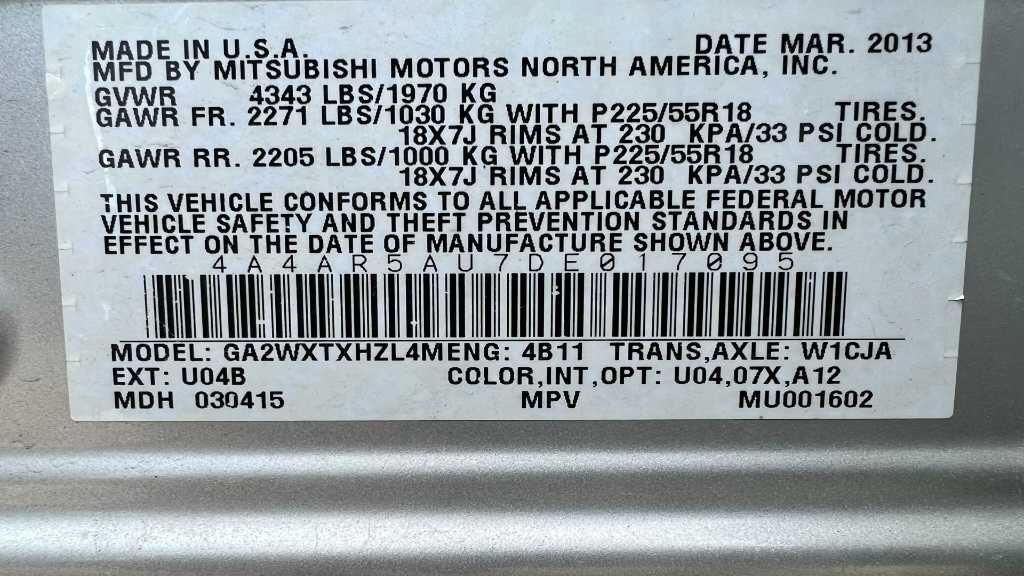 MADE IN U.S.A. DATE MAR. 2013
MFD BY MITSUBISHI MOTORS NORTH AMERICA, INC.
GVWR 4343 LBS/1970 KG
GAWR FR. 2271 LBS/1030 KG WITH P225/55R18 TIRES.
18X7J RIMS AT 230 KPA/33 PSI COLD.
GAWR RR. 2205 LBS/1000 KG WITH P225/55R18 TIRES.
18X7J RIMS AT 230 KPA/33 PSI COLD.
THIS VEHICLE CONFORMS TO ALL APPLICABLE FEDERAL MOTOR
VEHICLE SAFETY AND THEFT PREVENTION STANDARDS IN
EFFECT ON THE DATE OF MANUFACTURE SHOWN ABOVE.
4A4AR5AU7DE017095
MODEL: GA2WXTXHZL4MENG: 4B11 TRANS,AXLE: W1CJA
EXT: U04B COLOR,INT,OPT: U04,07X,A12
MDH 030415 MPV MU001602